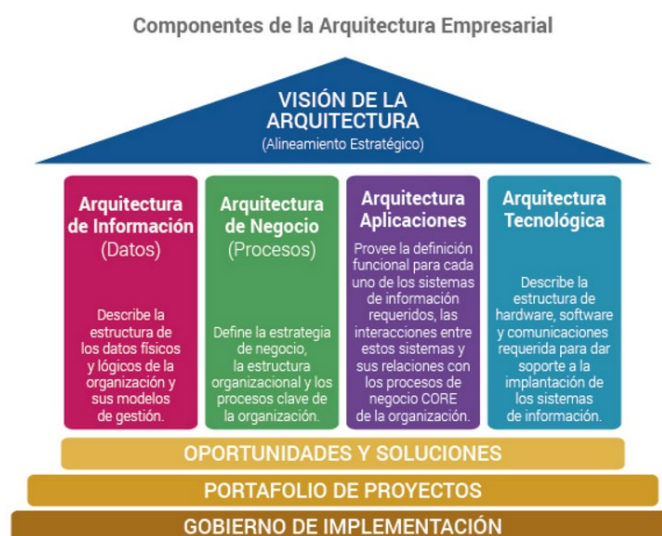 Componentes de la Arquitectura Empresarial
VISIÓN DE LA
ARQUITECTURA
(Alineamiento Estratégico)
Arquitectura
de Información
(Datos)
Describe la
estructura de
los datos físicos
y lógicos de la
organización y
sus modelos
de gestión.
Arquitectura
de Negocio
(Procesos)
Define la estrategia
de negocio,
la estructura
organizacional y los
procesos clave de
la organización.
Arquitectura
Aplicaciones
Provee la definición
funcional para cada
uno de los sistemas
de información
requeridos, las
interacciones entre
estos sistemas y
sus relaciones con
los procesos de
negocio CORE
de la organización.
Arquitectura
Tecnológica
Describe la
estructura de
hardware, software
y comunicaciones
requerida para dar
soporte a la
implantación de
los sistemas
de información.
OPORTUNIDADES Y SOLUCIONES
PORTAFOLIO DE PROYECTOS
GOBIERNO DE IMPLEMENTACIÓN